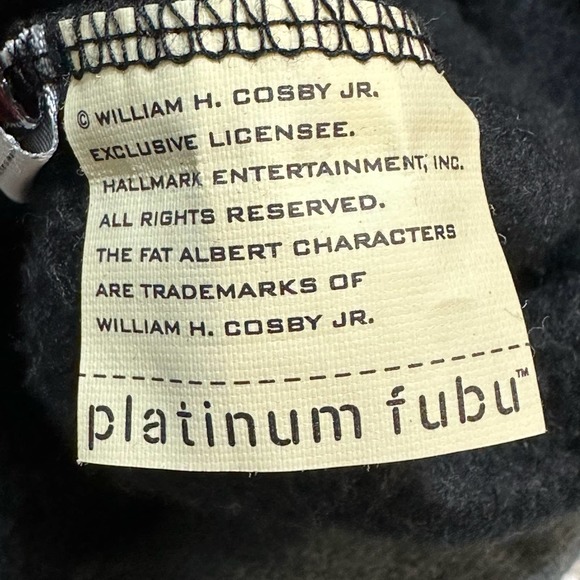 © WILLIAM H. COSBY JR.
EXCLUSIVE LICENSEE.
HALLMARK ENTERTAINMENT, INC.
ALL RIGHTS RESERVED.
THE FAT ALBERT CHARACTERS
ARE TRADEMARKS OF
WILLIAM H. COSBY JR.
platinum fubu™